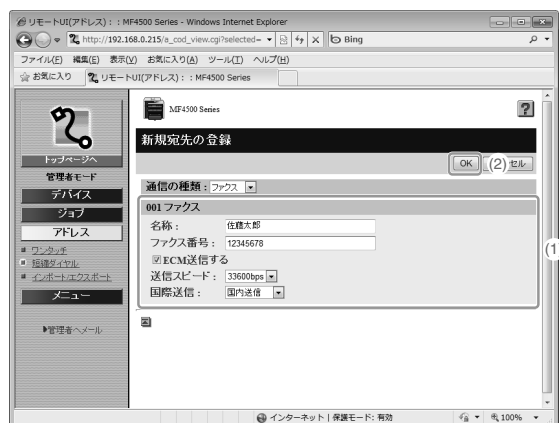 リモートUI(アドレス): : MF4500 Series - Windows Internet Explorer
http://192.168.0.215/a_cod_view.cgi?selected=
Bing
ファイル(F) 編集(E) 表示(V) お気に入り(A) ツール(T) ヘルプ(H)
お気に入り リモートUI(アドレス): : MF4500 Series
MF4500 Series
?
トップページへ
管理者モード
デバイス
ジョブ
アドレス
ワンタッチ
短縮ダイヤル
インポート/エクスポート
メニュー
管理者へメール
新規宛先の登録
OK (2) セル
通信の種類: ファクス
001 ファクス
名称: 佐藤太郎
ファクス番号: 12345678
ECM送信する
送信スピード: 33600bps
国際送信: 国内送信
(1
インターネット | 保護モード: 有効 100%